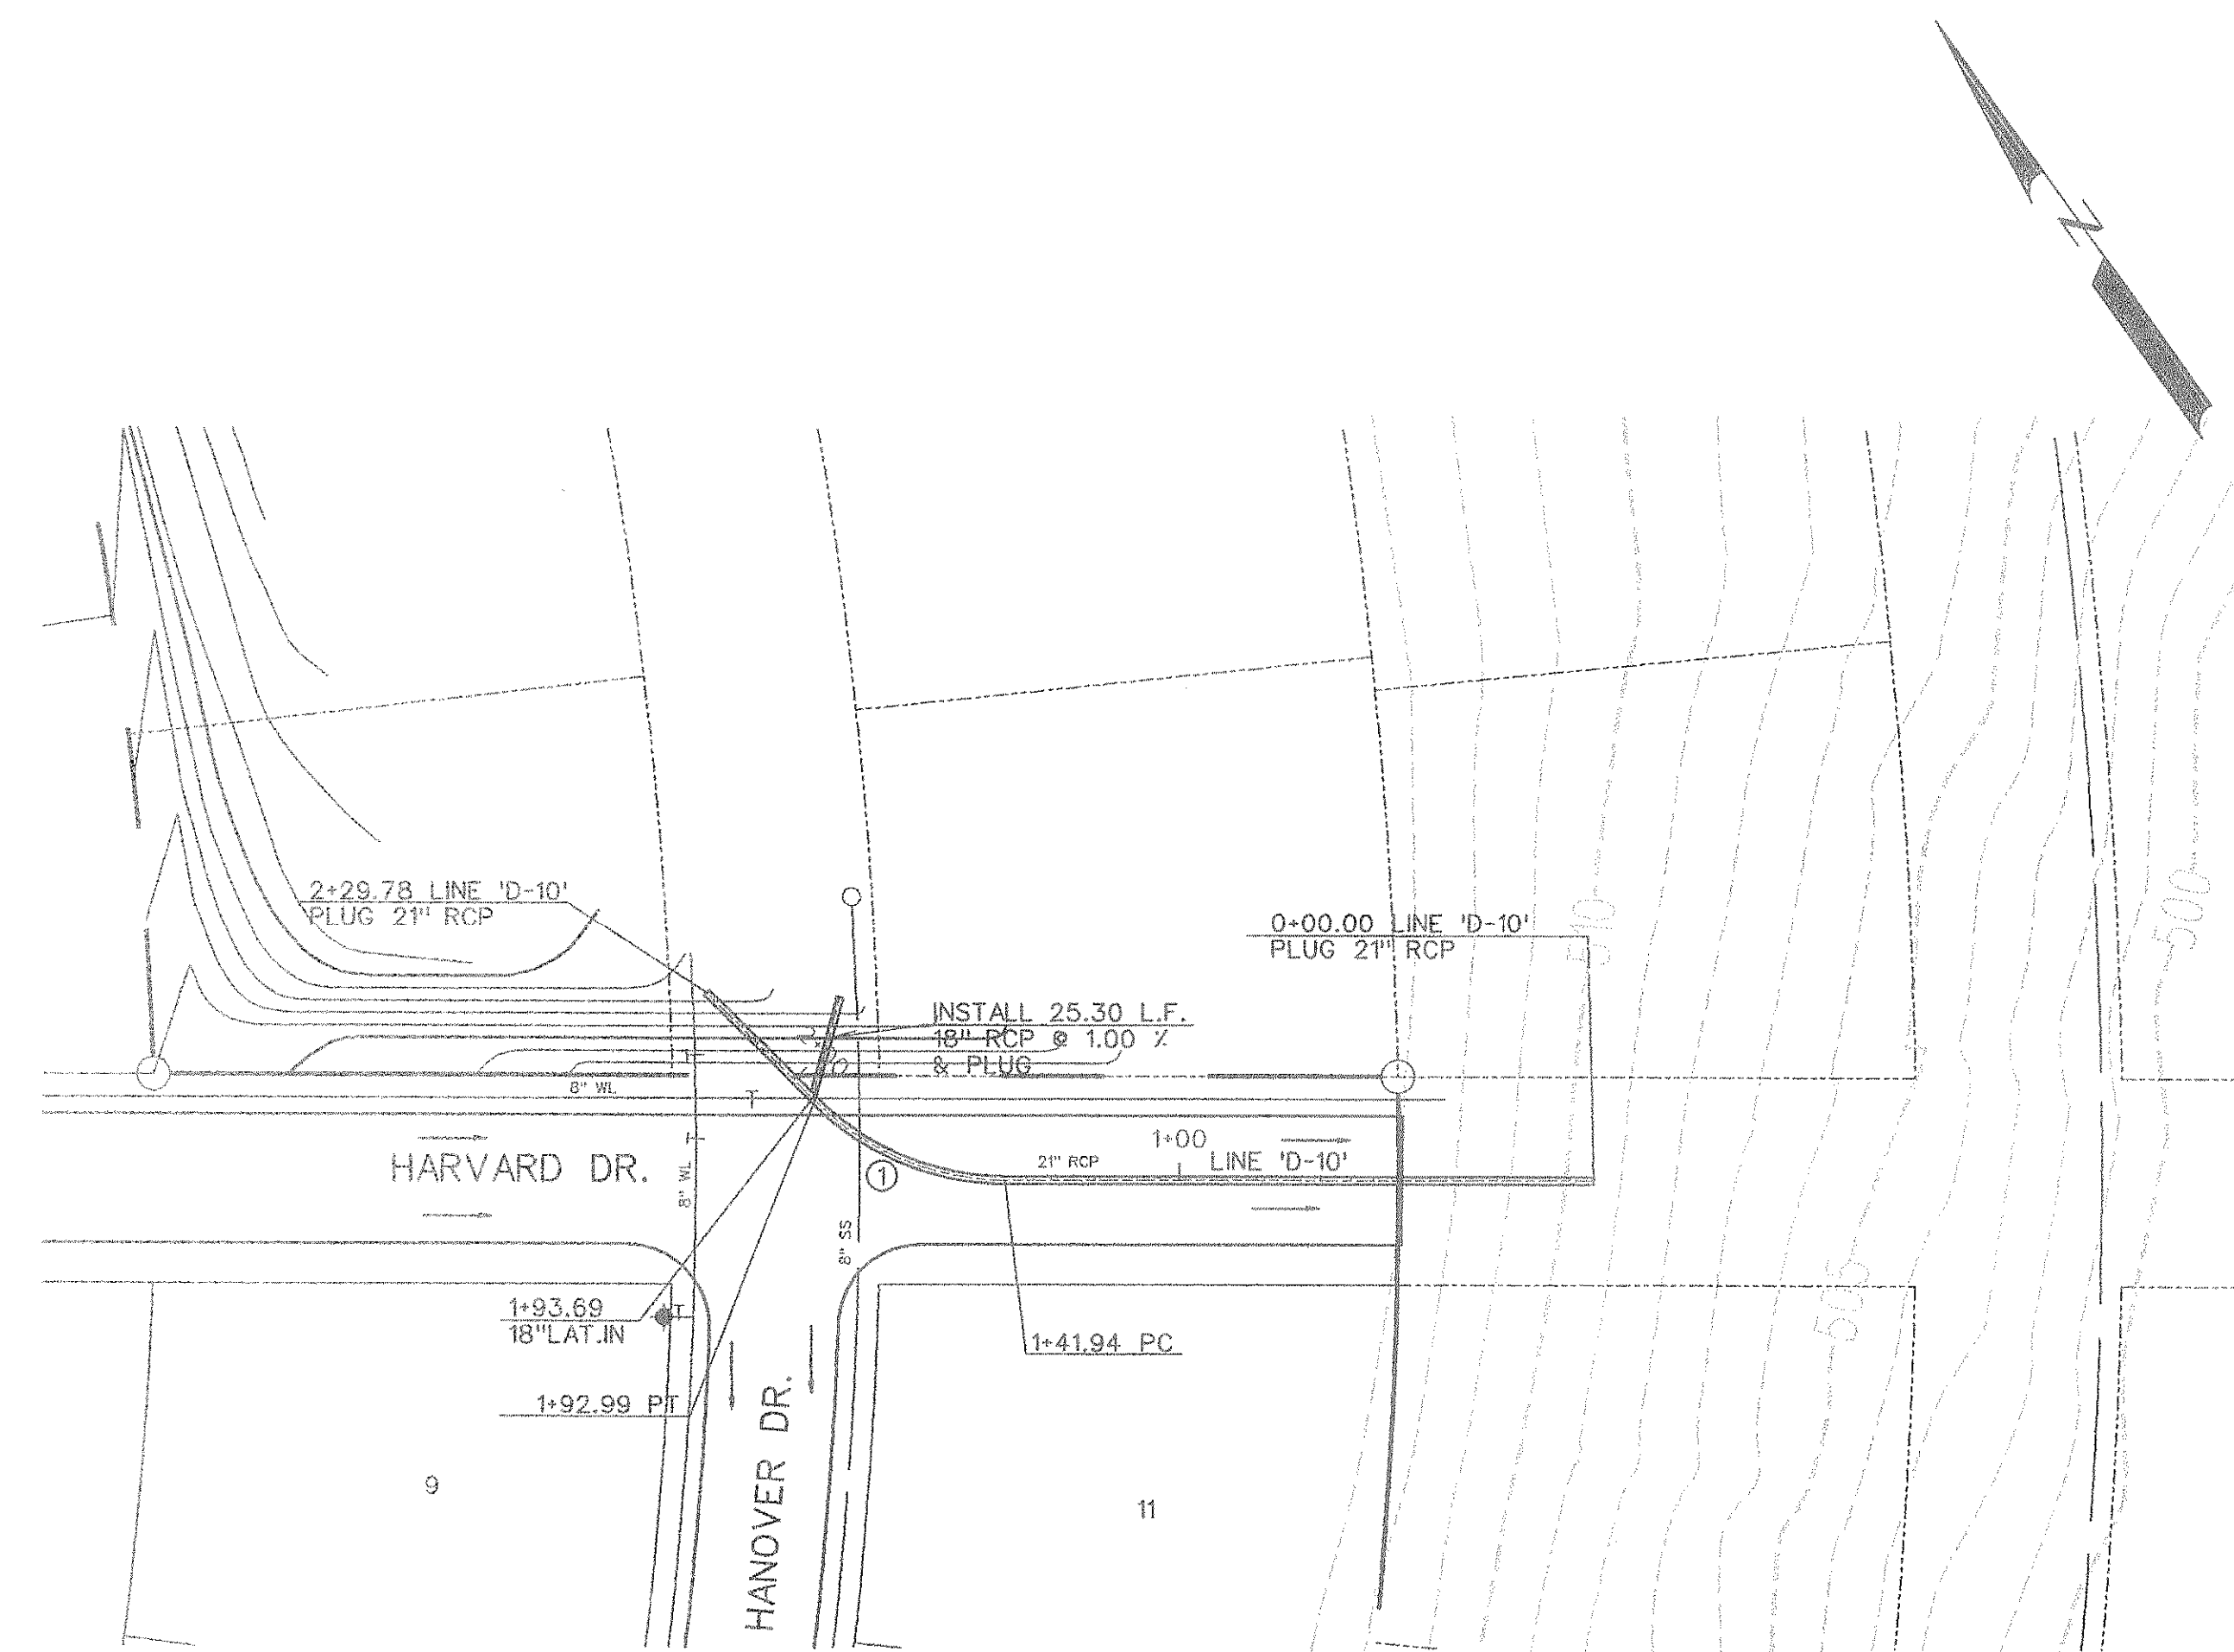 N
2+29.78 LINE 'D-10'
PLUG 21" RCP
0+00.00 LINE 'D-10'
PLUG 21" RCP
510
500
INSTALL 25.30 L.F.
18" RCP @ 1.00 %
& PLUG
8" WL
1+00
21" RCP
LINE 'D-10'
HARVARD DR.
1
8" WL
8" SS
505
1+93.69
18"LAT.IN
1+41.94 PC
1+92.99 PT
HANOVER DR.
9
11